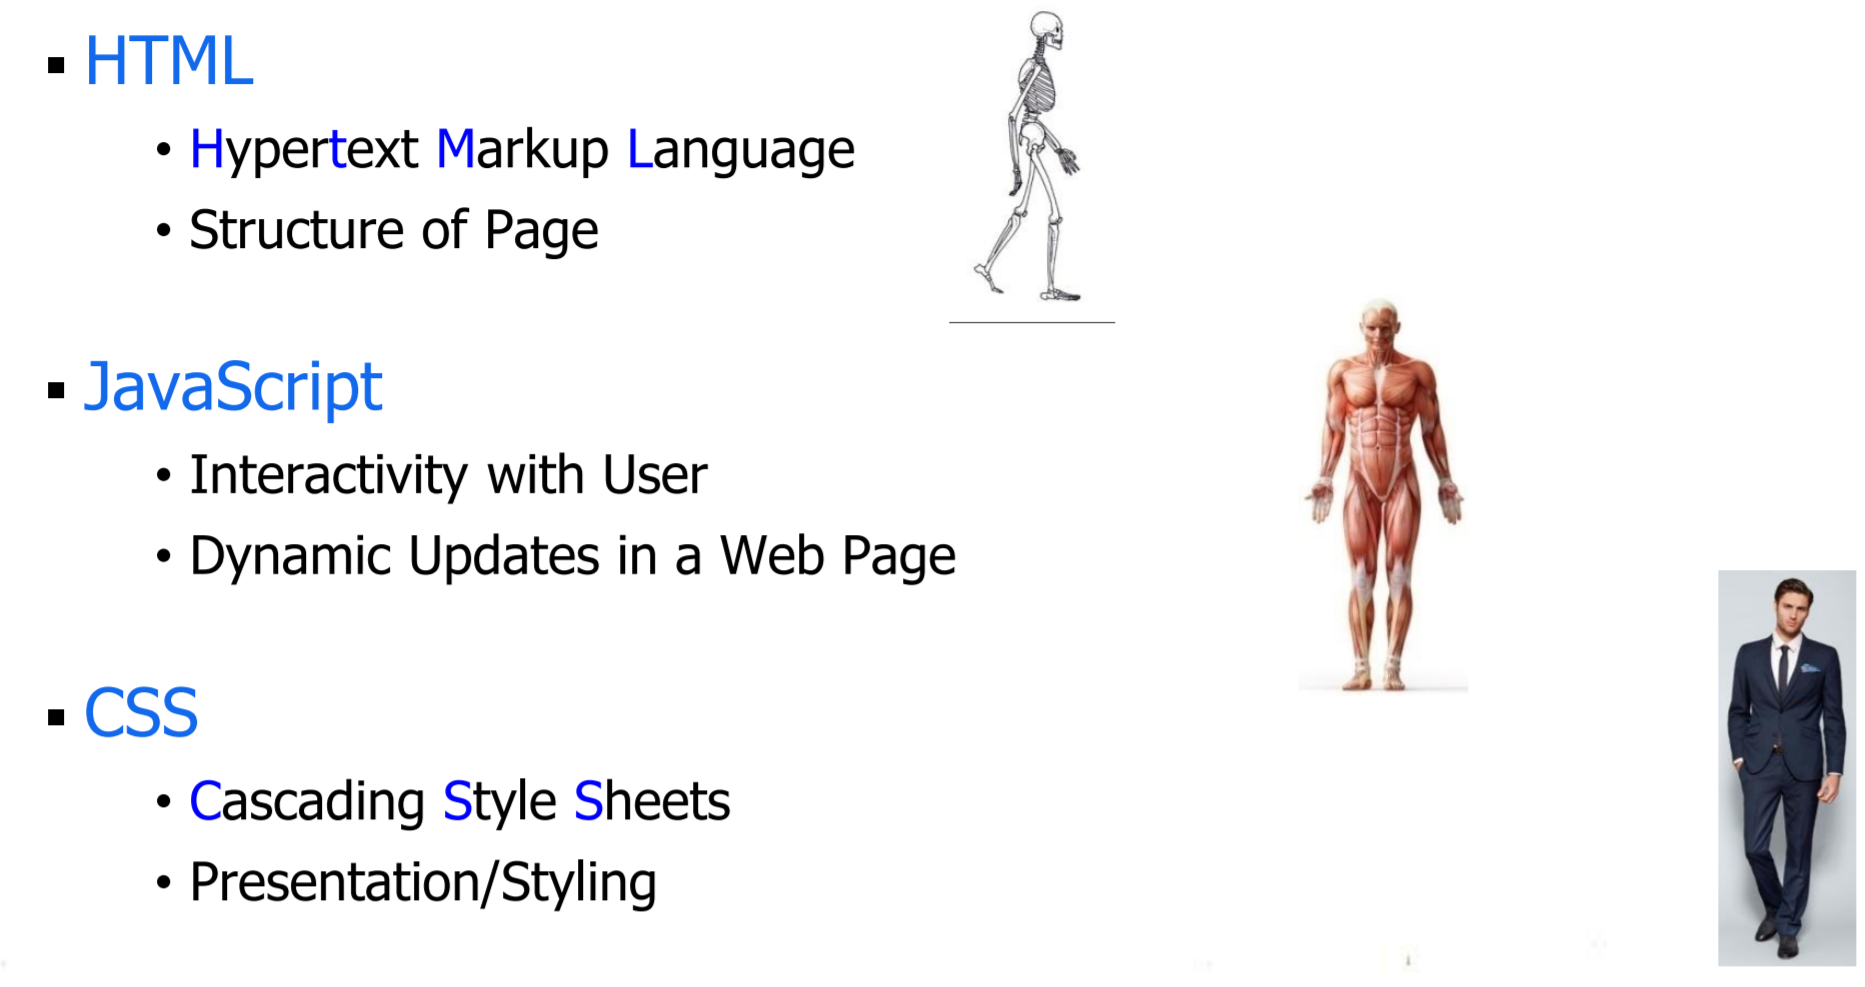 HTML
Hypertext Markup Language
Structure of Page
JavaScript
Interactivity with User
Dynamic Updates in a Web Page
CSS
Cascading Style Sheets
Presentation/Styling